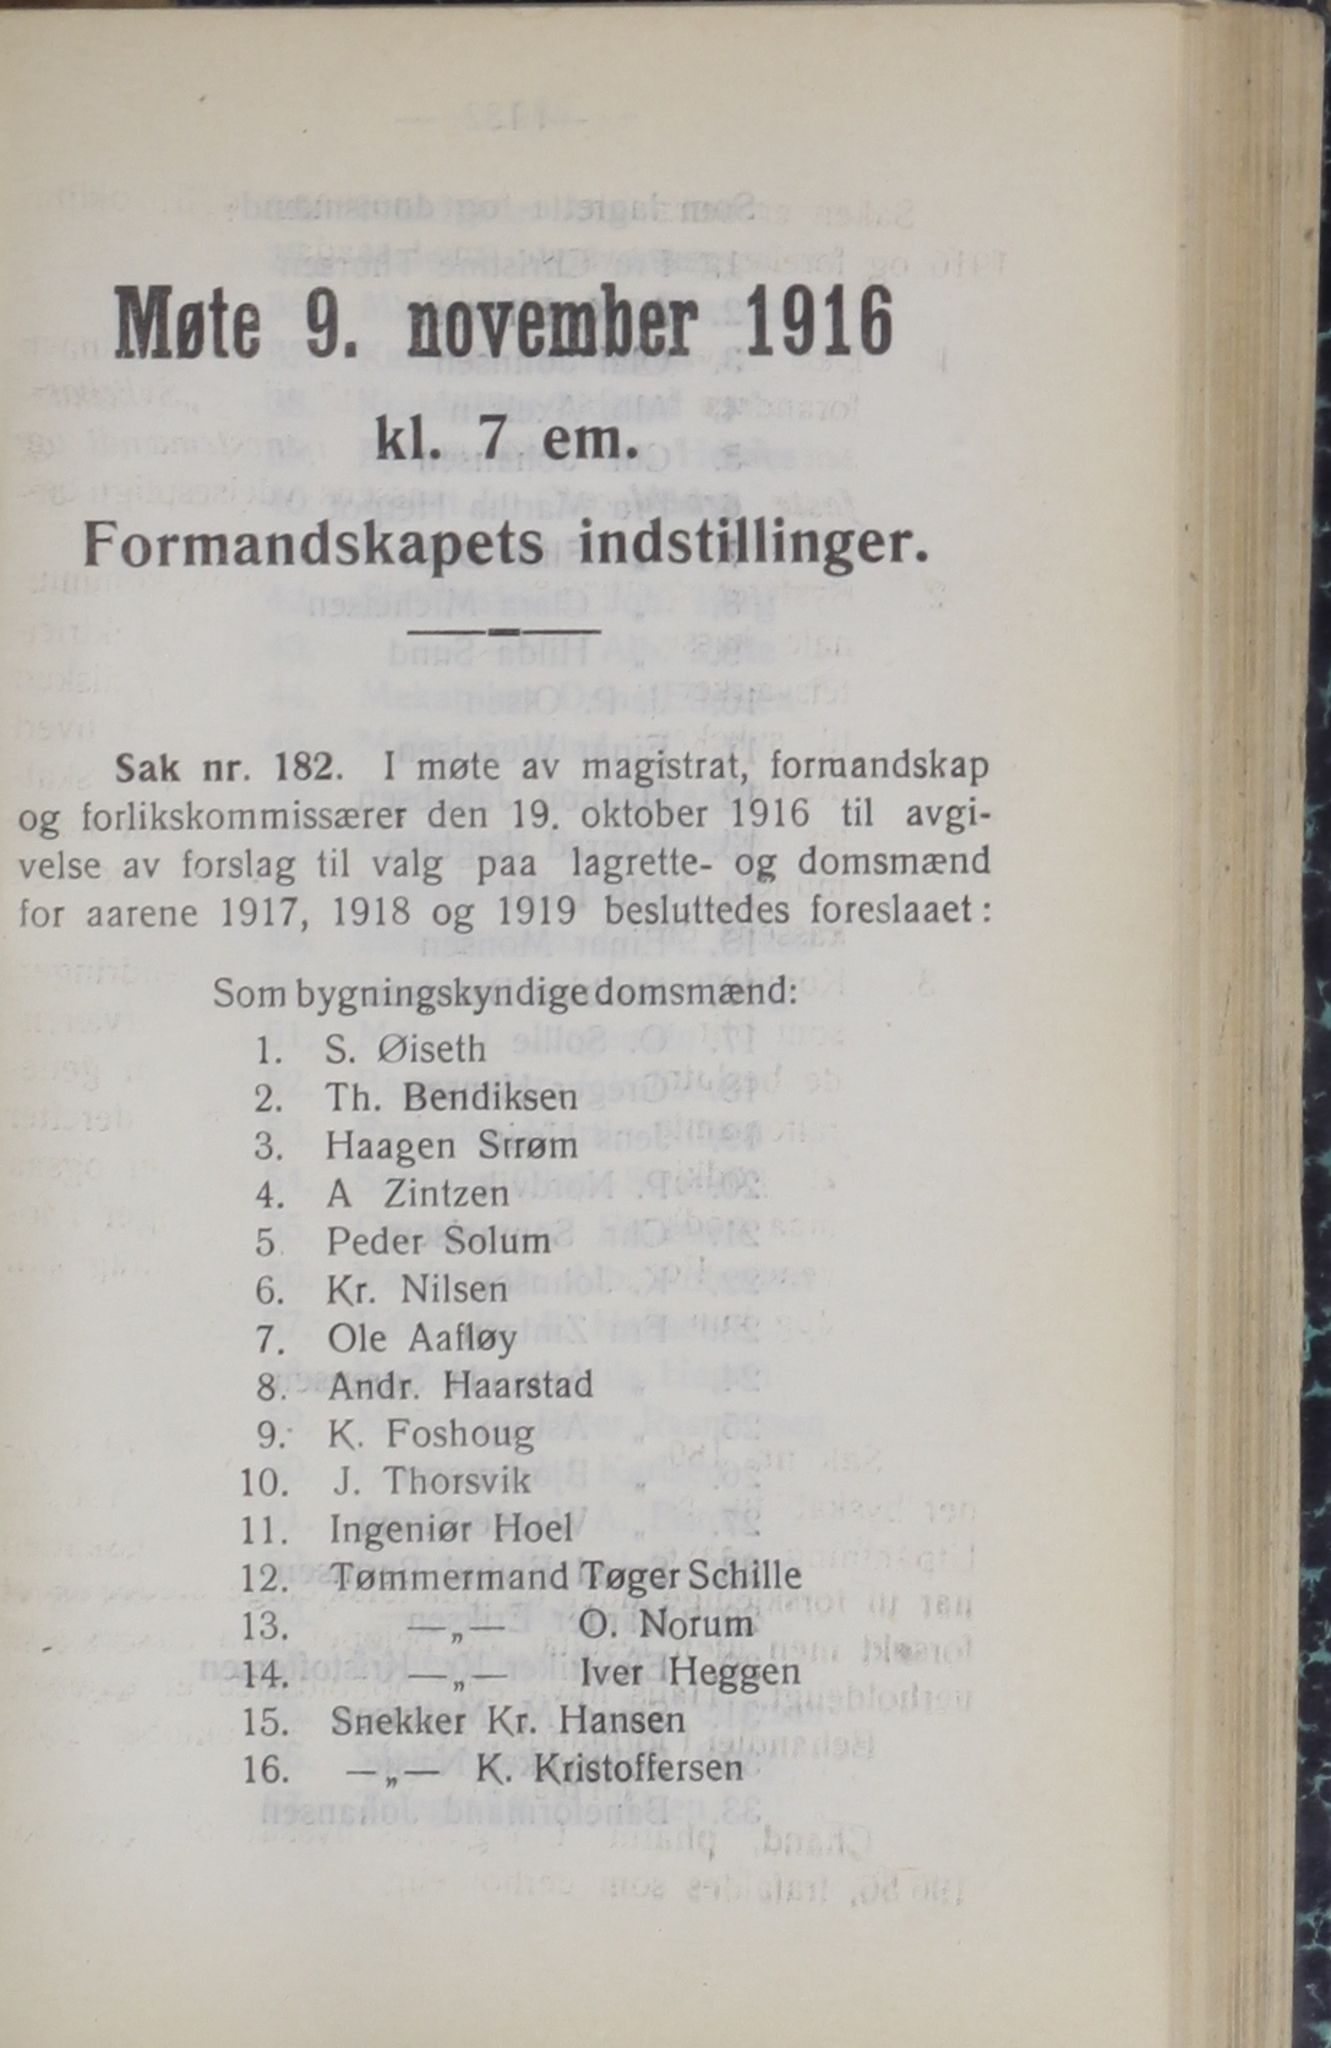 Møte 9. november 1916
kl. 7 em.
Formandskapets indstillinger.
Sak nr. 182. I møte av magistrat, formandskap
og forlikskommissærer den 19. oktober 1916 til avgi-
velse av forslag til valg paa lagrette- og domsmænd
for aarene 1917, 1918 og 1919 besluttedes foreslaaet:
Som bygningskyndige domsmænd:
1. S. Øiseth
2. Th. Bendiksen
3. Haagen Strøm
4. A Zintzen
5. Peder Solum
6. Kr. Nilsen
7. Ole Aafløy
8. Andr. Haarstad
9. K. Foshoug
10. J. Thorsvik
11. Ingeniør Hoel
12. Tømmermand Tøger Schille
13. —„— O. Norum
14. —„— Iver Heggen
15. Snekker Kr. Hansen
16. —„— K. Kristoffersen